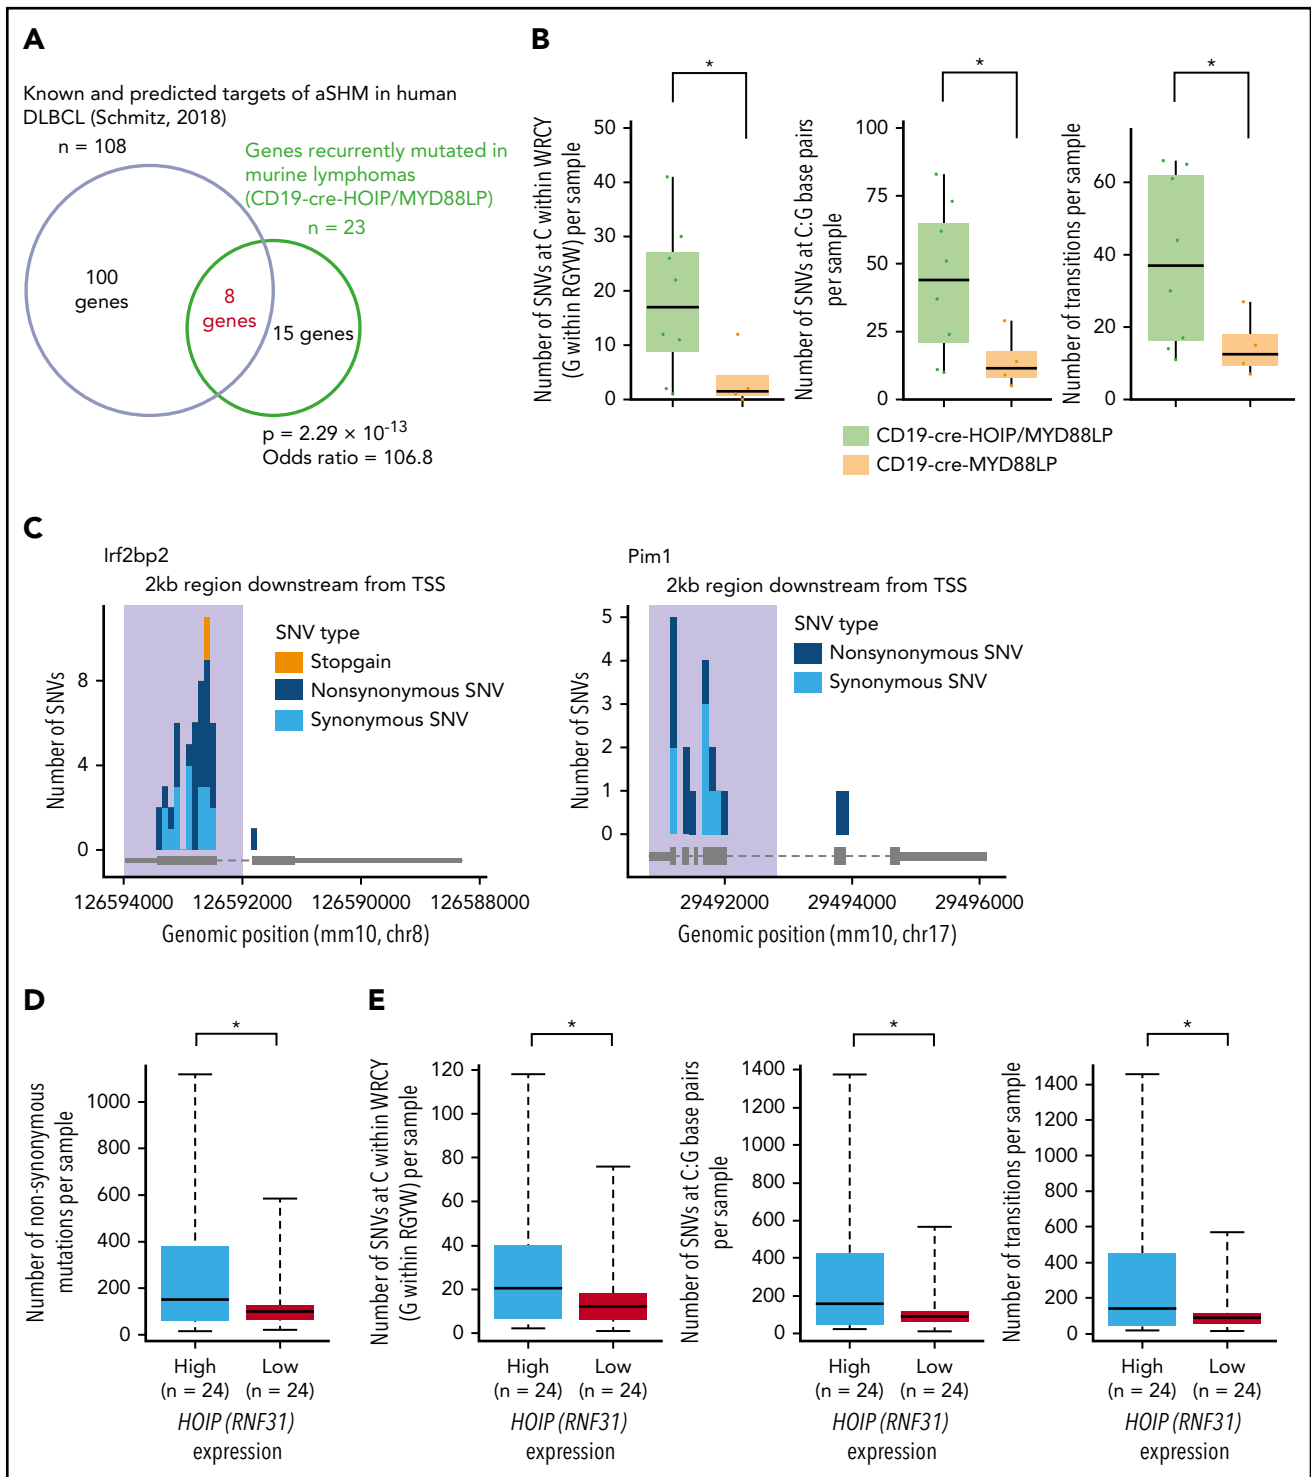 A
Known and predicted targets of aSHM in human
DLBCL (Schmitz, 2018)
n = 108
Genes recurrently mutated in
murine lymphomas
(CD19-cre-HOIP/MYD88LP)
n = 23
100
genes
8
genes
15 genes
p = 2.29 × 10-13
Odds ratio = 106.8
B
Number of SNVs at C within WRCY
(G within RGYW) per sample
50
40
30
20
10
0
*
Number of SNVs at C:G base pairs
per sample
100
75
50
25
0
*
Number of transitions per sample
60
40
20
0
*
CD19-cre-HOIP/MYD88LP
CD19-cre-MYD88LP
C
Irf2bp2
2kb region downstream from TSS
Number of SNVs
8
4
0
SNV type
Stopgain
Nonsynonymous SNV
Synonymous SNV
126594000 126592000 126590000 126588000
Genomic position (mm10, chr8)
Pim1
2kb region downstream from TSS
Number of SNVs
5
4
3
2
1
0
SNV type
Nonsynonymous SNV
Synonymous SNV
29492000 29494000 29496000
Genomic position (mm10, chr17)
D
Number of non-synonymous
mutations per sample
1000
800
600
400
200
0
*
High Low
(n = 24) (n = 24)
HOIP (RNF31)
expression
E
Number of SNVs at C within WRCY
(G within RGYW) per sample
120
100
80
60
40
20
0
*
High Low
(n = 24) (n = 24)
HOIP (RNF31)
expression
Number of SNVs at C:G base pairs
per sample
1400
1200
1000
800
600
400
200
0
*
High Low
(n = 24) (n = 24)
HOIP (RNF31)
expression
Number of transitions per sample
1400
1200
1000
800
600
400
200
0
*
High Low
(n = 24) (n = 24)
HOIP (RNF31)
expression